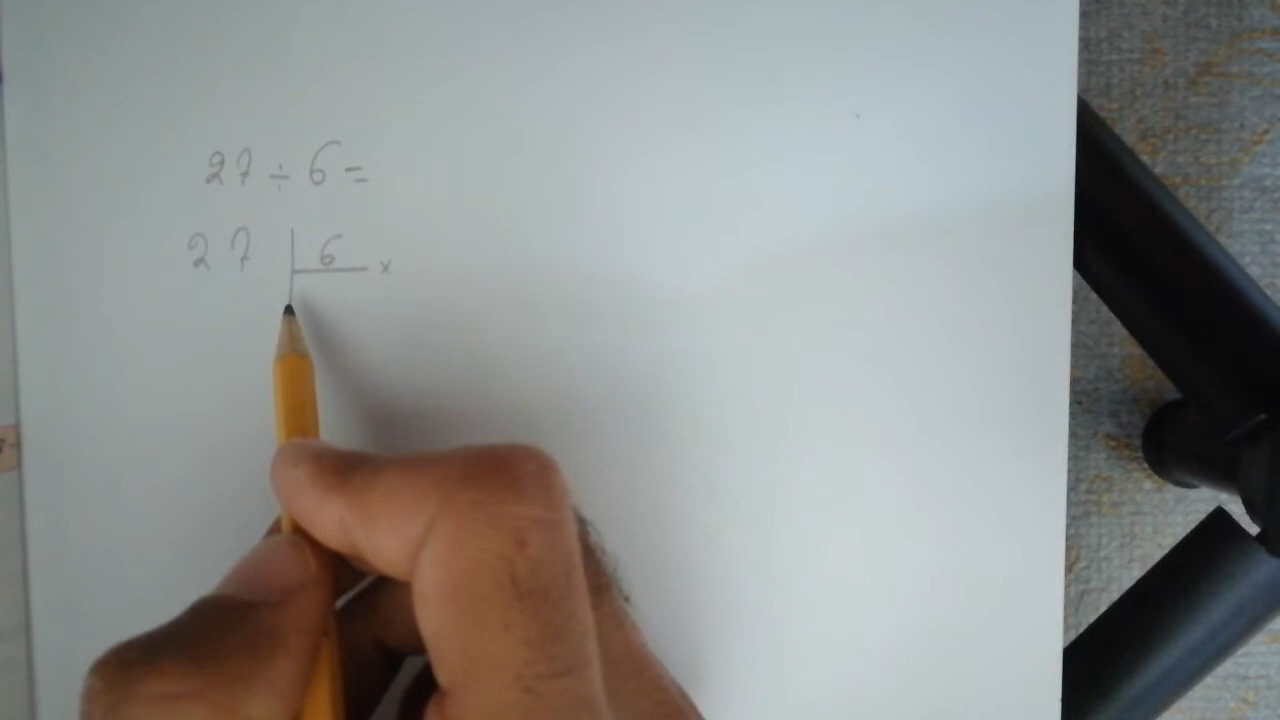 27 ÷ 6 =
27 | 6 x